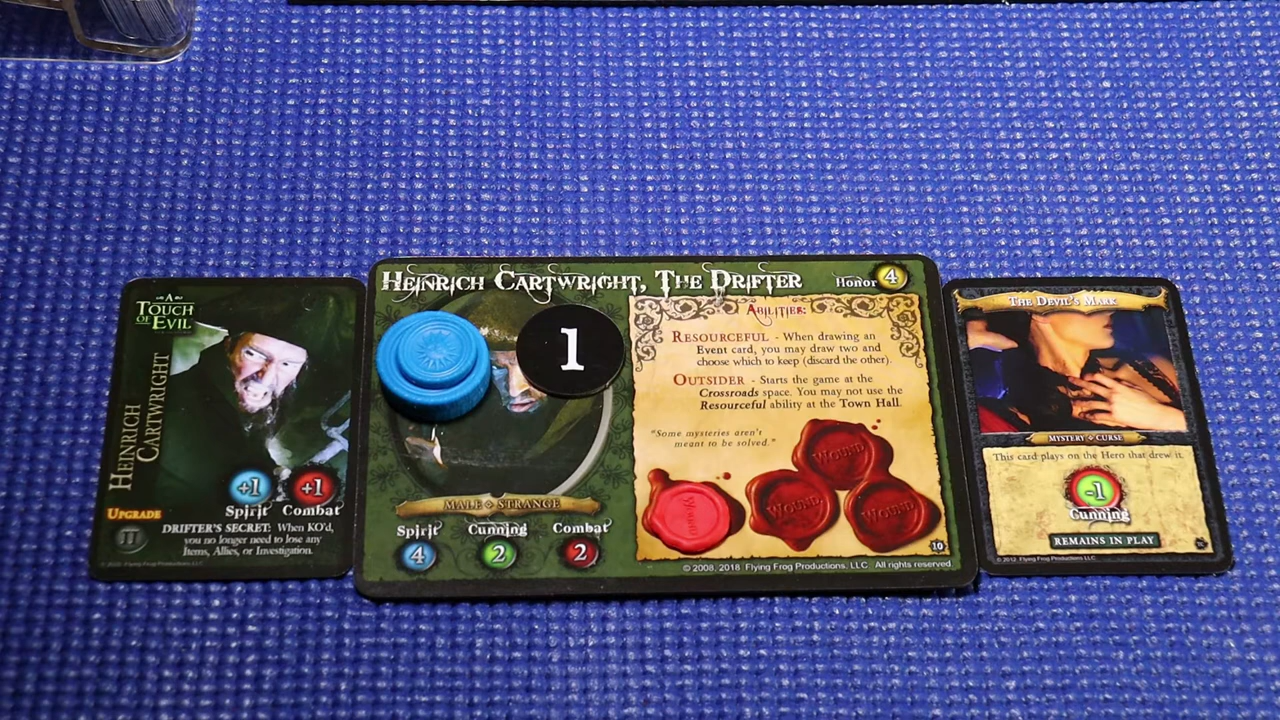 A
TOUCH
OF EVIL
HEINRICH
CARTWRIGHT
+1 +1
Spirit Combat
UPGRADE
II
DRIFTER'S SECRET: When KO'd,
you no longer need to lose any
Items, Allies, or Investigation.
HEINRICH CARTWRIGHT, THE DRIFTER
Honor 4
1
ABILITIES:
RESOURCEFUL - When drawing an
Event card, you may draw two and
choose which to keep (discard the other).
OUTSIDER - Starts the game at the
Crossroads space. You may not use the
Resourceful ability at the Town Hall.
"Some mysteries aren't
meant to be solved."
WOUND
WOUND
WOUND
WOUND
MALE STRANGE
Spirit Cunning Combat
4 2 2
10
© 2008, 2018 Flying Frog Productions, LLC. All rights reserved.
THE DEVIL'S MARK
MYSTERY CURSE
This card plays on the Hero that drew it.
-1
Cunning
REMAINS IN PLAY